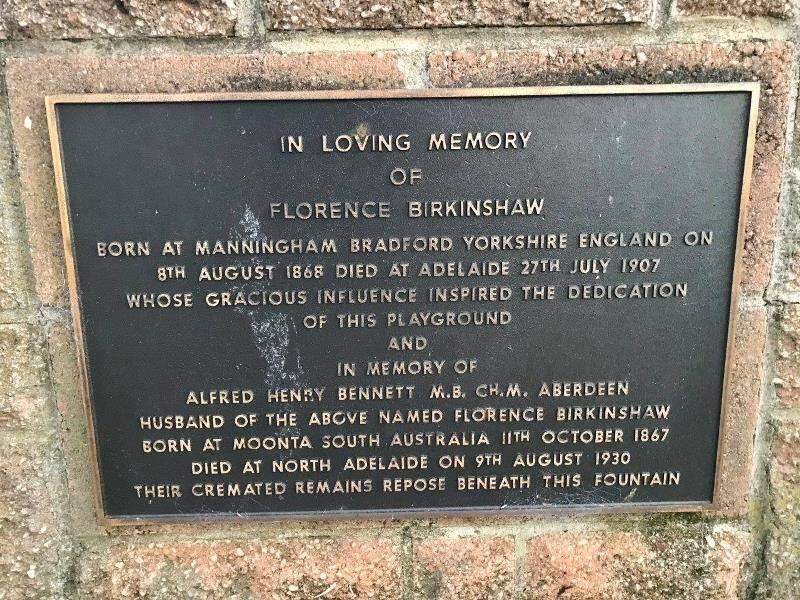 IN LOVING MEMORY
OF
FLORENCE BIRKINSHAW
BORN AT MANNINGHAM BRADFORD YORKSHIRE ENGLAND ON
8TH AUGUST 1868 DIED AT ADELAIDE 27TH JULY 1907
WHOSE GRACIOUS INFLUENCE INSPIRED THE DEDICATION
OF THIS PLAYGROUND
AND
IN MEMORY OF
ALFRED HENRY BENNETT M.B. CH.M. ABERDEEN
HUSBAND OF THE ABOVE NAMED FLORENCE BIRKINSHAW
BORN AT MOONTA SOUTH AUSTRALIA 11TH OCTOBER 1867
DIED AT NORTH ADELAIDE ON 9TH AUGUST 1930
THEIR CREMATED REMAINS REPOSE BENEATH THIS FOUNTAIN